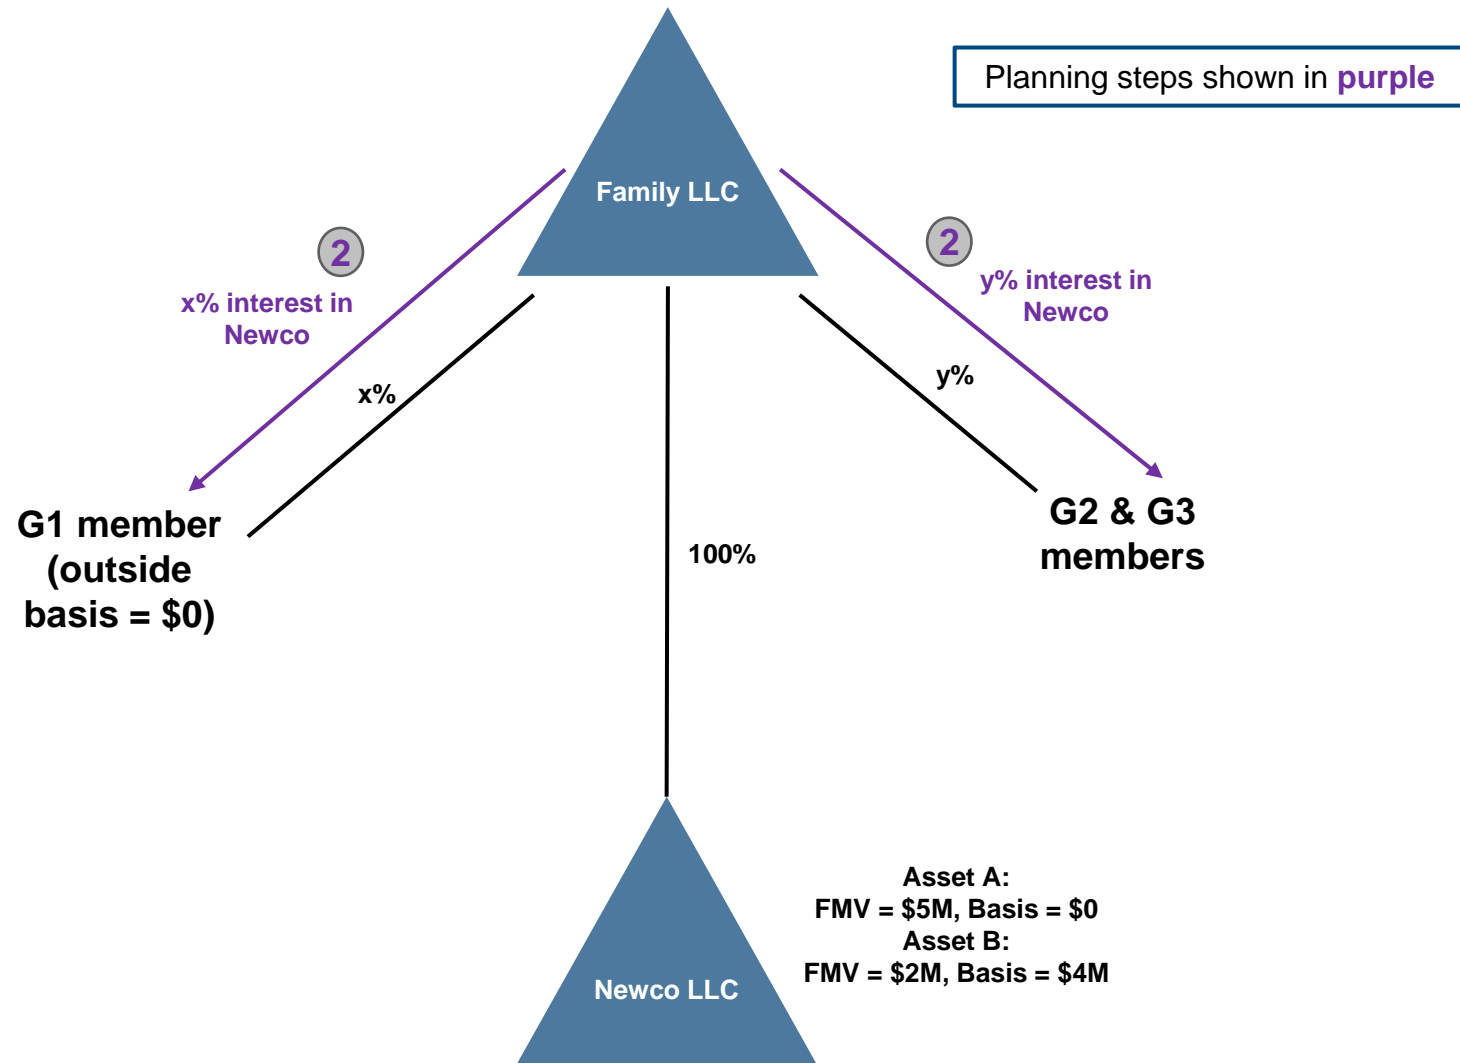 Planning steps shown in purple
Family LLC
2
x% interest in
Newco
2
y% interest in
Newco
x%
y%
G1 member
(outside
basis = $0)
100%
G2 & G3
members
Newco LLC
Asset A:
FMV = $5M, Basis = $0
Asset B:
FMV = $2M, Basis = $4M